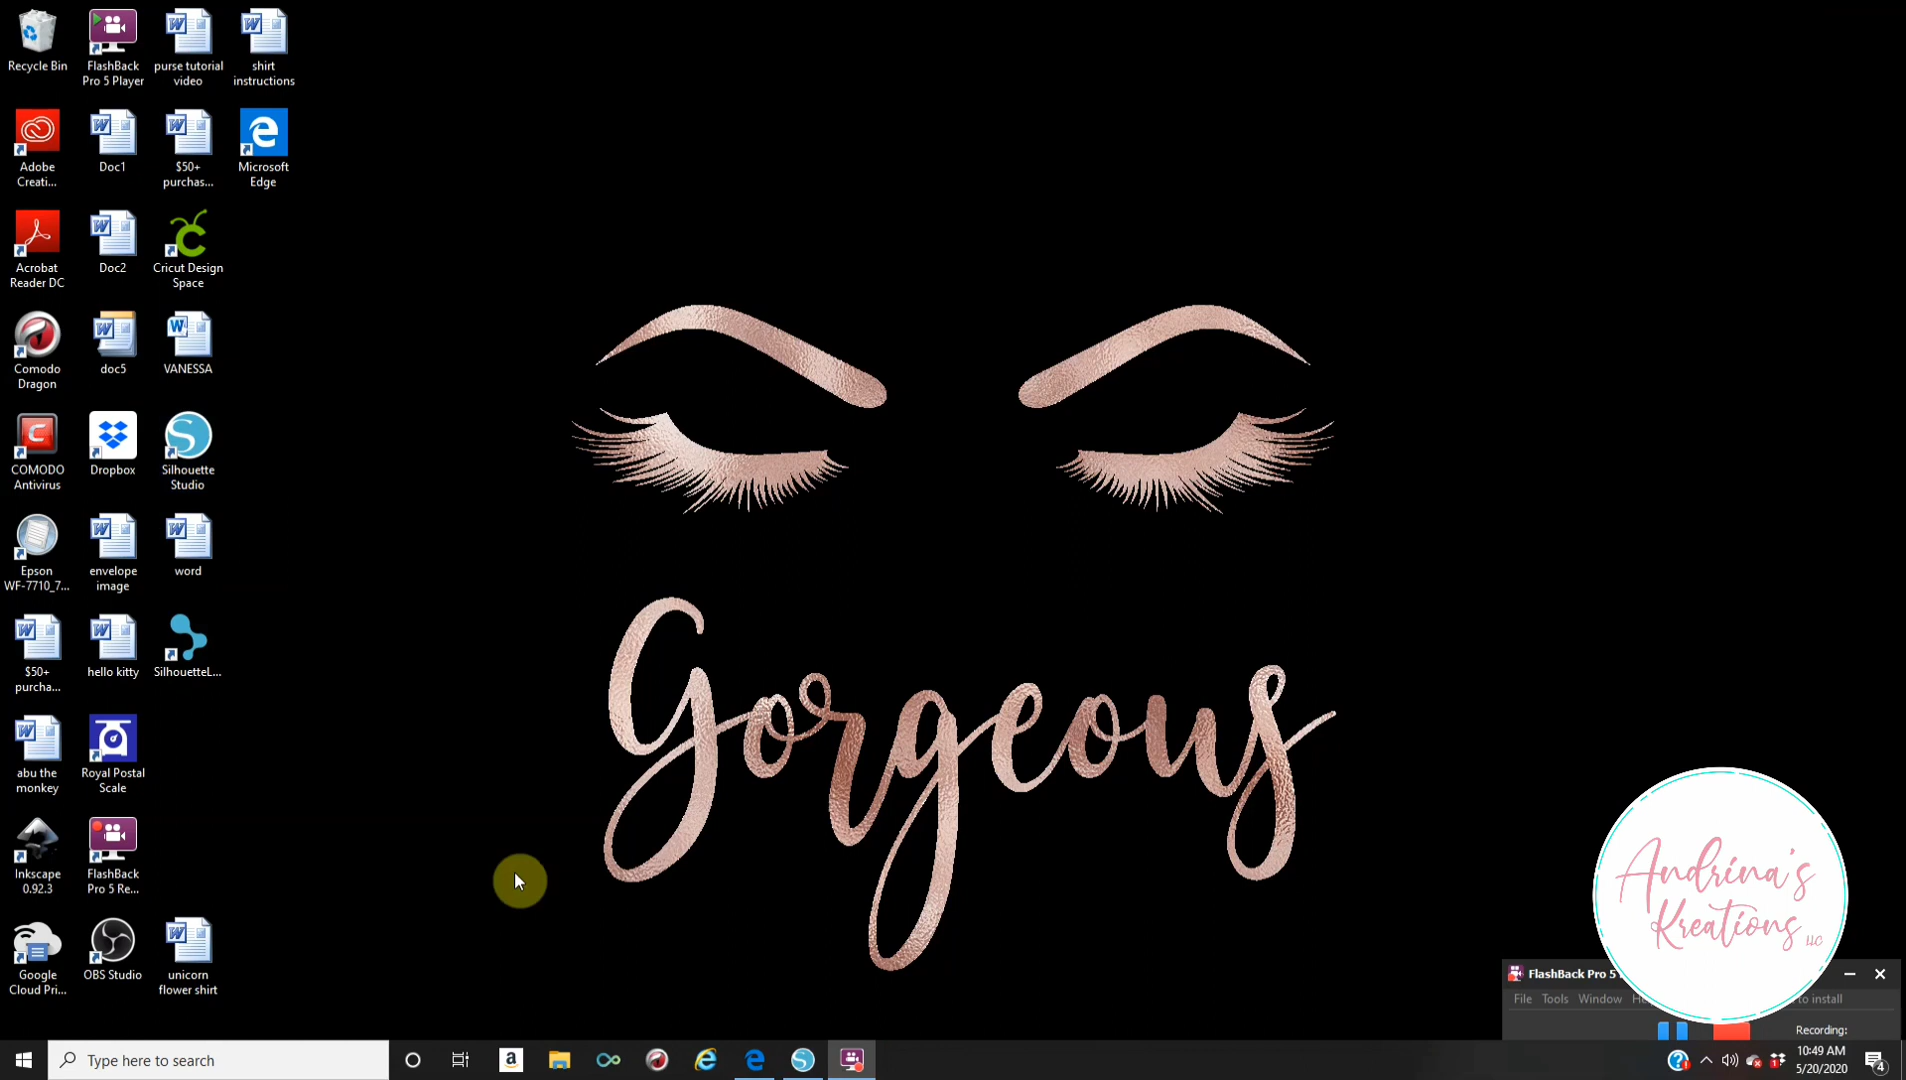 Recycle Bin
FlashBack
Pro 5 Player
purse tutorial
video
shirt
instructions
Adobe
Creati...
Doc1
$50+
purchas...
Microsoft
Edge
Acrobat
Reader DC
Doc2
Cricut Design
Space
Comodo
Dragon
doc5
VANESSA
COMODO
Antivirus
Dropbox
Silhouette
Studio
Epson
WF-7710_7...
envelope
image
word
$50+
purcha...
hello kitty
SilhouetteL...
abu the
monkey
Royal Postal
Scale
Inkscape
0.92.3
FlashBack
Pro 5 Re...
Google
Cloud Pri...
OBS Studio
unicorn
flower shirt
Gorgeous
Andrina's
Kreations
LLC
FlashBack Pro 5
File Tools Window
to install
Recording:
Type here to search
10:49 AM
5/20/2020
4